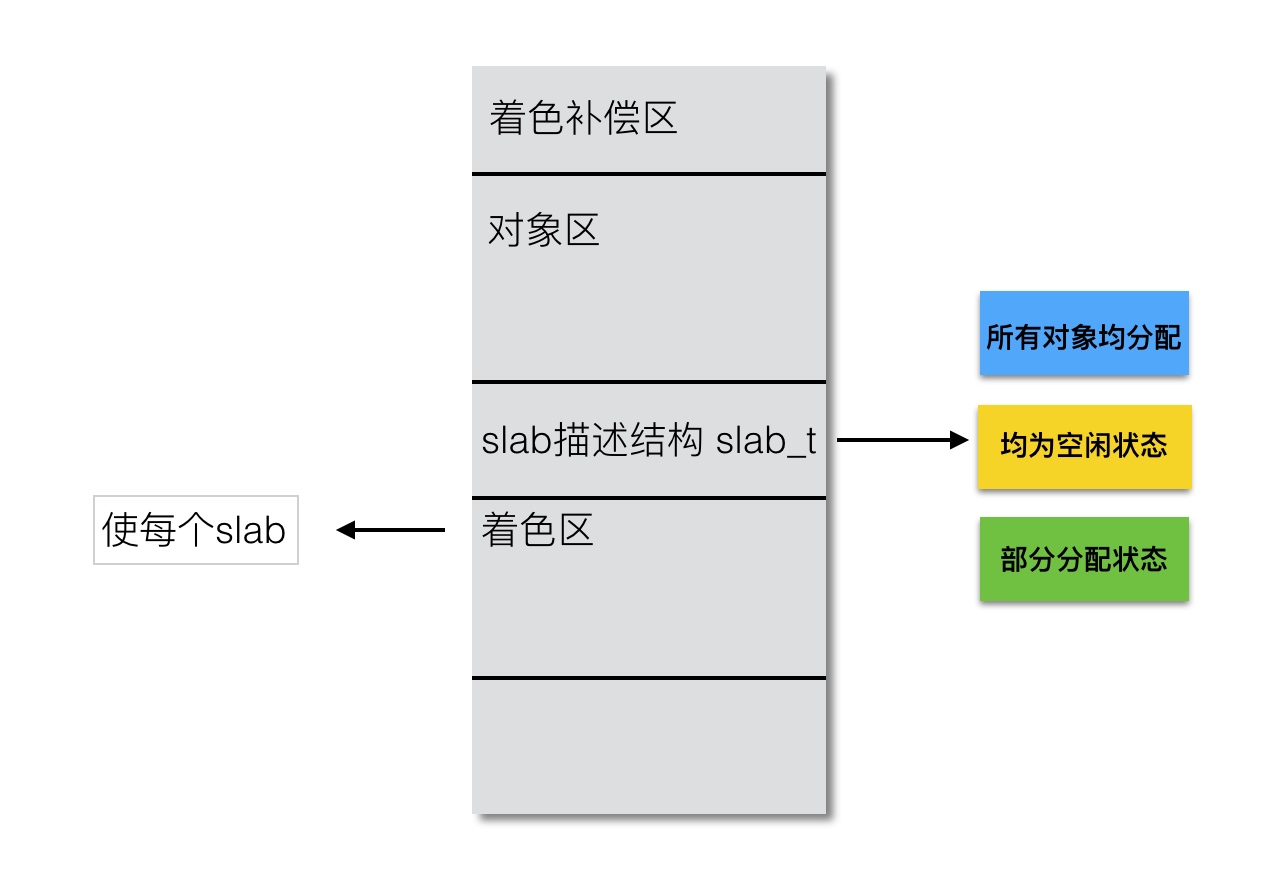 着色补偿区
对象区
所有对象均分配
slab描述结构 slab_t
均为空闲状态
使每个slab
着色区
部分分配状态